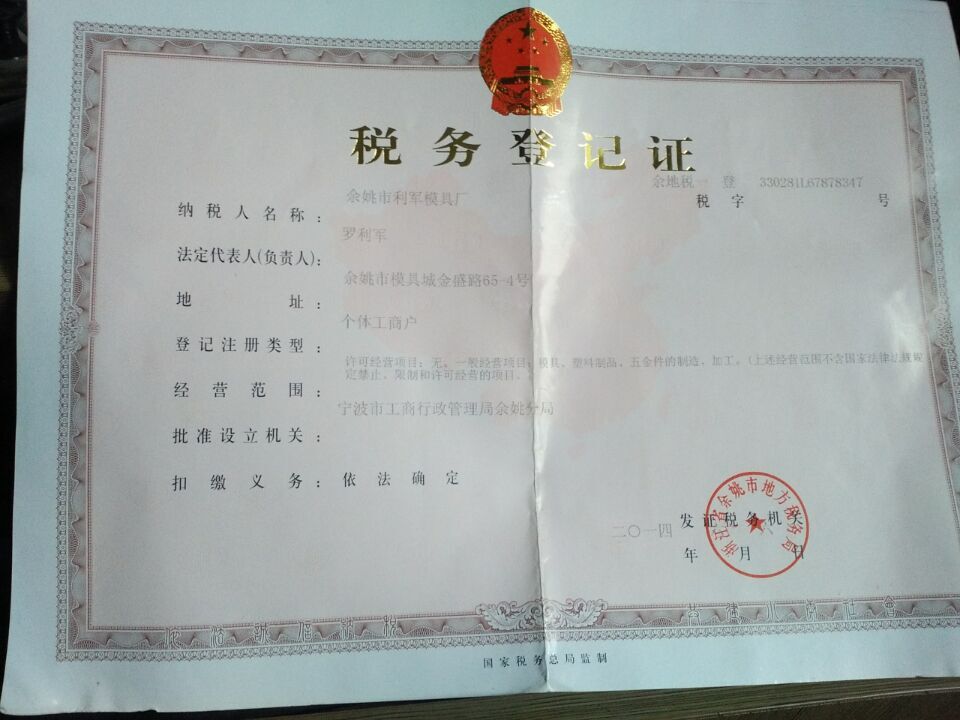 税务登记证
余地税一 登 330281L67878347
税 字 号
纳税人名称： 余姚市利军模具厂
法定代表人(负责人)： 罗利军
地 址： 余姚市模具城金盛路65-4号
登记注册类型： 个体工商户
经营范围： 许可经营项目：无。一般经营项目：模具、塑料制品、五金件的制造、加工。(上述经营范围不含国家法律法规规
定禁止、限制和许可经营的项目。)
批准设立机关： 宁波市工商行政管理局余姚分局
扣缴义务： 依法确定
发证税务机关
二〇一四 年 月 日
浙江省余姚市地方税务局
国家税务总局监制